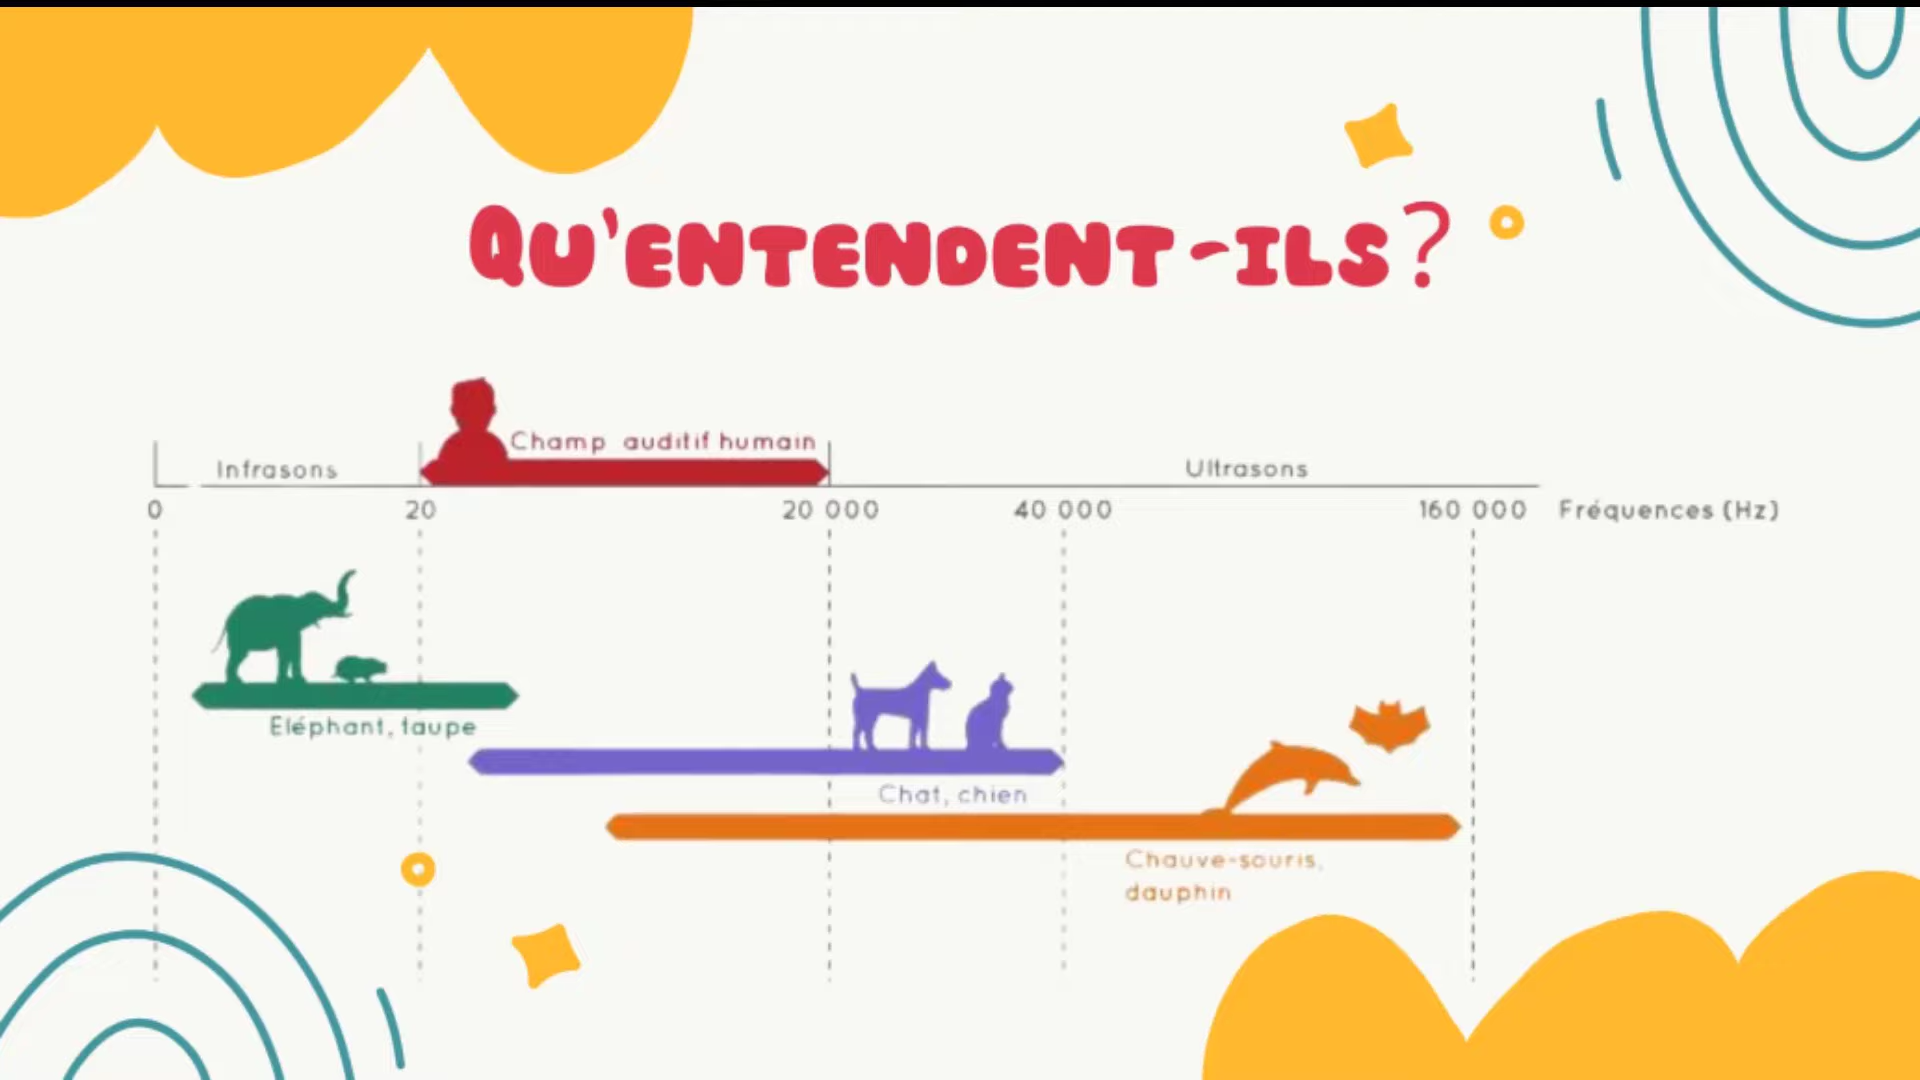 QU'ENTENDENT-ILS?
Champ auditif humain
Infrasons
Ultrasons
0 20 20 000 40 000 160 000 Fréquences (Hz)
Eléphant, taupe
Chat, chien
Chauve-souris,
dauphin